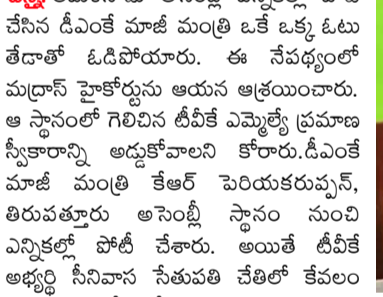 చేసిన డీఎంకే మాజీ మంత్రి ఒకే ఒక్క ఓటు
తేడాతో ఓడిపోయారు. ఈ నేపథ్యంలో
మద్రాస్ హైకోర్టును ఆయన ఆశ్రయించారు.
ఆ స్థానంలో గెలిచిన టీవీకే ఎమ్మెల్యే ప్రమాణ
స్వీకారాన్ని అడ్డుకోవాలని కోరారు.డీఎంకే
మాజీ మంత్రి కేఆర్ పెరియకరుప్పన్,
తిరుపత్తూరు అసెంబ్లీ స్థానం నుంచి
ఎన్నికల్లో పోటీ చేశారు. అయితే టీవీకే
అభ్యర్థి సీనివాస సేతుపతి చేతిలో కేవలం